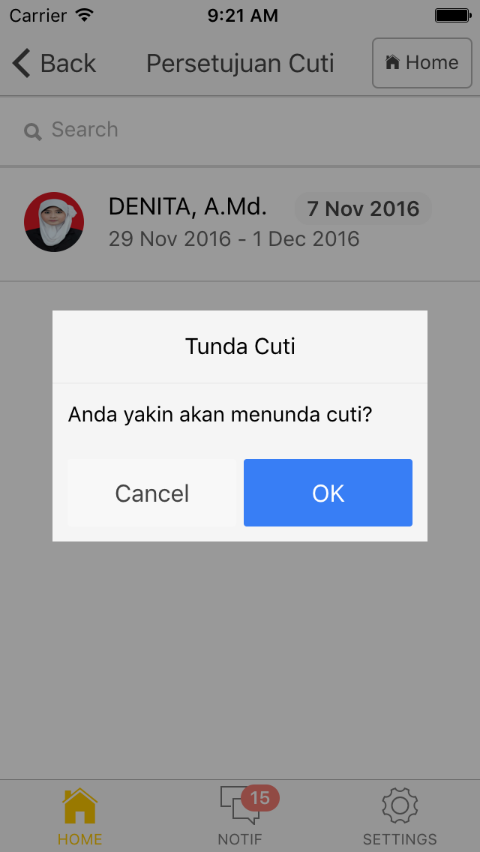 Carrier 9:21 AM
Back Persetujuan Cuti Home
Search
DENITA, A.Md. 7 Nov 2016
29 Nov 2016 - 1 Dec 2016
Tunda Cuti
Anda yakin akan menunda cuti?
Cancel OK
15
HOME NOTIF SETTINGS